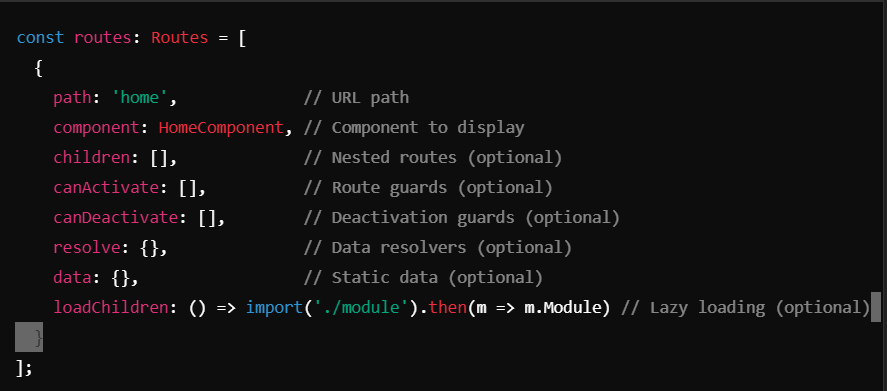 const routes: Routes = [
  {
    path: 'home',             // URL path
    component: HomeComponent, // Component to display
    children: [],             // Nested routes (optional)
    canActivate: [],          // Route guards (optional)
    canDeactivate: [],        // Deactivation guards (optional)
    resolve: {},              // Data resolvers (optional)
    data: {},                 // Static data (optional)
    loadChildren: () => import('./module').then(m => m.Module) // Lazy loading (optional)
  }
];